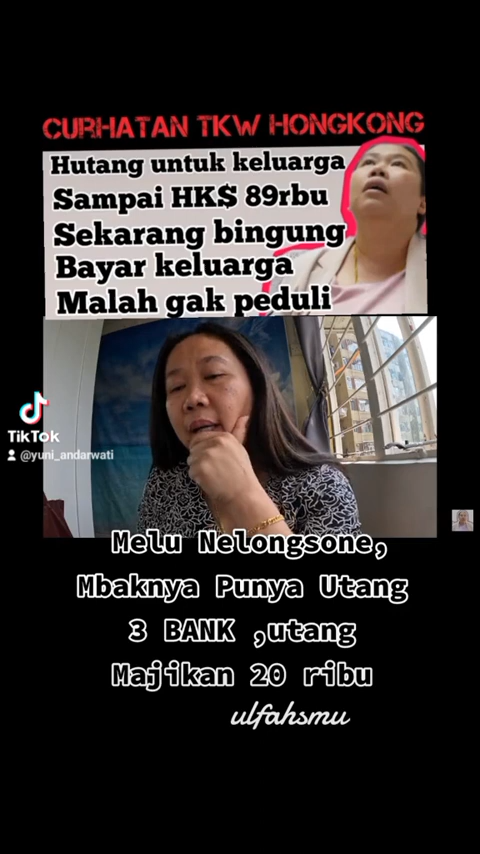 CURHATAN TKW HONGKONG
Hutang untuk keluarga
Sampai HK$ 89rbu
Sekarang bingung
Bayar keluarga
Malah gak peduli
TikTok
@yuni_andarwati
Melu Nelongsone,
Mbaknya Punya Utang
3 BANK ,utang
Majikan 20 ribu
ulfahsmu